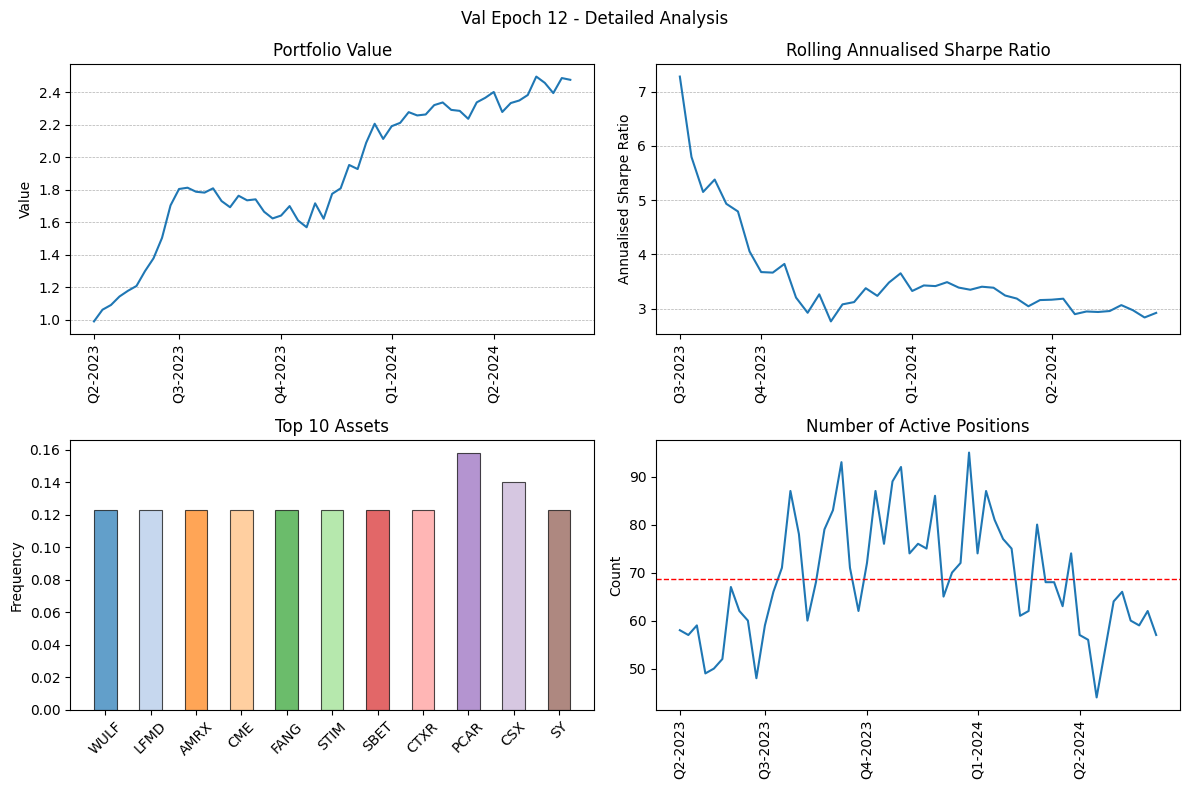 Val Epoch 12 - Detailed Analysis
Portfolio Value
Value
2.4
2.2
2.0
1.8
1.6
1.4
1.2
1.0
Q2-2023
Q3-2023
Q4-2023
Q1-2024
Q2-2024
Rolling Annualised Sharpe Ratio
Annualised Sharpe Ratio
7
6
5
4
3
Q3-2023
Q4-2023
Q1-2024
Q2-2024
Top 10 Assets
Frequency
0.16
0.14
0.12
0.10
0.08
0.06
0.04
0.02
0.00
WULF
LFMD
AMRX
CME
FANG
STIM
SBET
CTXR
PCAR
CSX
SY
Number of Active Positions
Count
90
80
70
60
50
Q2-2023
Q3-2023
Q4-2023
Q1-2024
Q2-2024